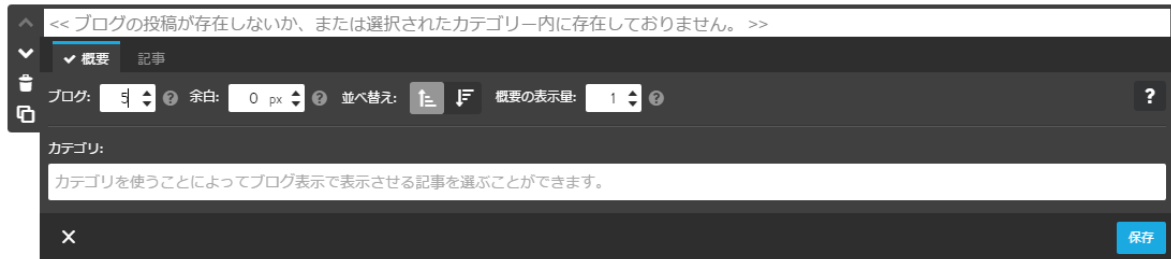 << ブログの投稿が存在しないか、または選択されたカテゴリー内に存在しておりません。 >>
概要 記事
ブログ: 5 余白: 0 px 並べ替え: 概要の表示量: 1 ?
カテゴリ:
カテゴリを使うことによってブログ表示で表示させる記事を選ぶことができます。
保存